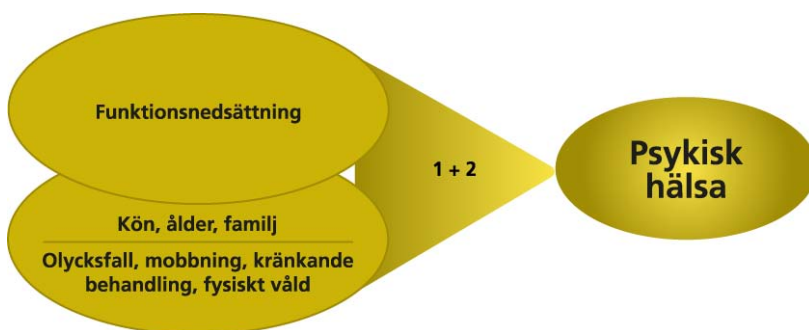 Funktionsnedsättning
Kön, ålder, familj
Olycksfall, mobbning, kränkande
behandling, fysiskt våld
1 + 2
Psykisk
hälsa